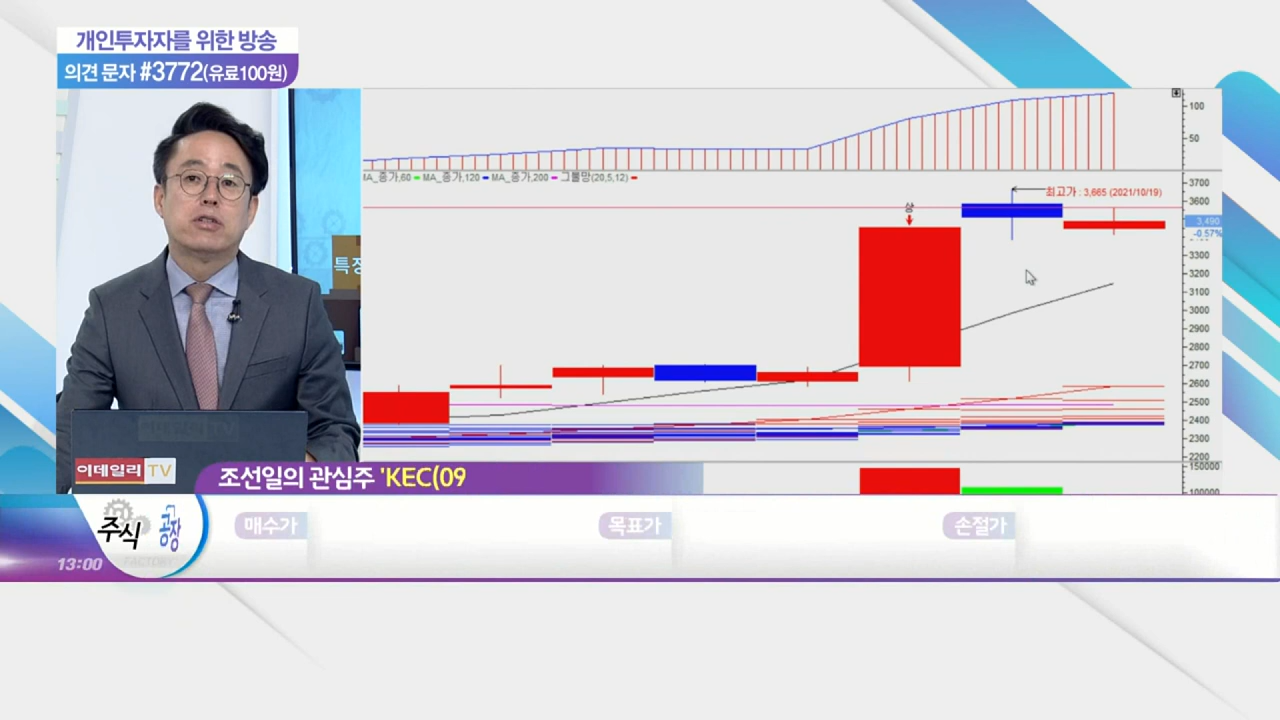 개인투자자를 위한 방송
의견 문자 #3772(유료100원)
특징
100
50
MA_종가,60 MA_종가,120 MA_종가,200 그물망(20,5,12)
최고가 : 3,665 (2021/10/19)
상
3700
3600
3,490
-0.57%
3300
3200
3100
3000
2900
2800
2700
2600
2500
2400
2300
2200
150000
100000
이데일리 TV
조선일의 관심주 'KEC(09
주식 공장
FACTORY
13:00
매수가
목표가
손절가